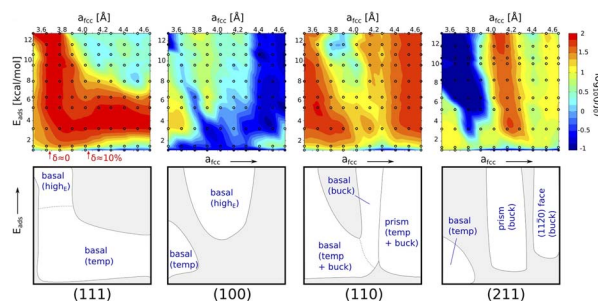 a_fcc [Å] a_fcc [Å] a_fcc [Å] a_fcc [Å]
3.6 3.8 4.0 4.2 4.4 4.6 3.6 3.8 4.0 4.2 4.4 4.6 3.6 3.8 4.0 4.2 4.4 4.6 3.6 3.8 4.0 4.2 4.4 4.6
E_ads [kcal/mol]
12
10
8
6
4
2
2
1.5
1
0.5
0
-0.5
-1
↑δ≈0 ↑δ≈10%
a_fcc → a_fcc → a_fcc →
E_ads →
basal
(high_E)
basal
(temp)
basal
(high_E)
basal
(temp)
basal
(buck)
basal
(temp
+ buck)
prism
(temp
+ buck)
basal
(temp)
prism
(buck)
(112̄0) face
(buck)
(111) (100) (110) (211)